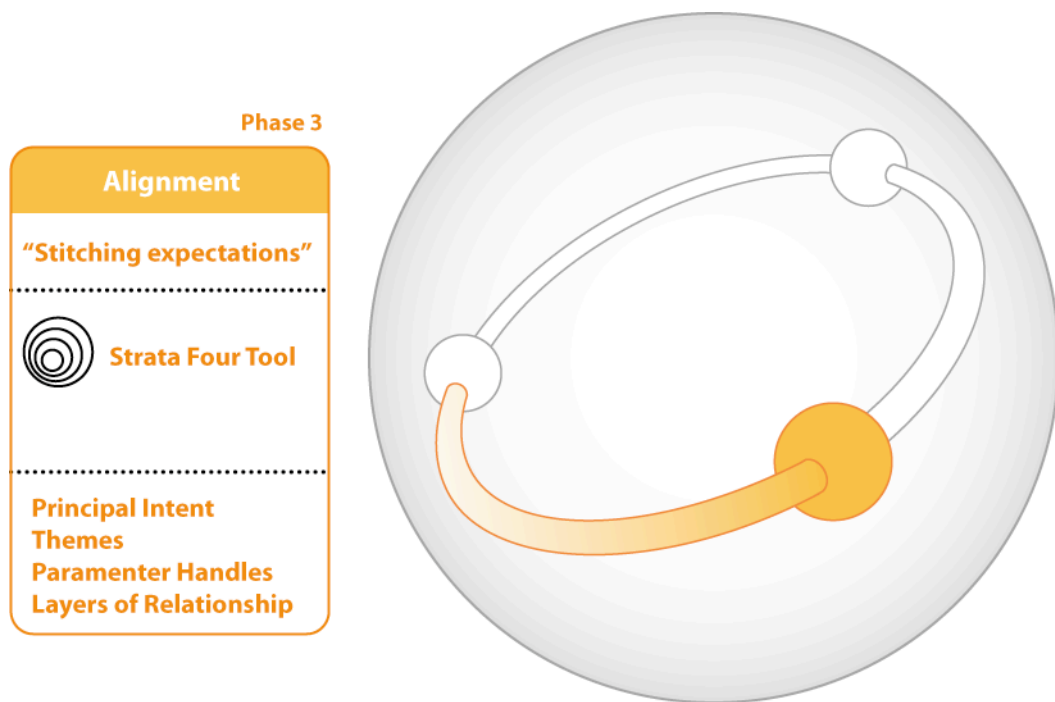 Phase 3
Alignment
“Stitching expectations”
Strata Four Tool
Principal Intent
Themes
Paramenter Handles
Layers of Relationship